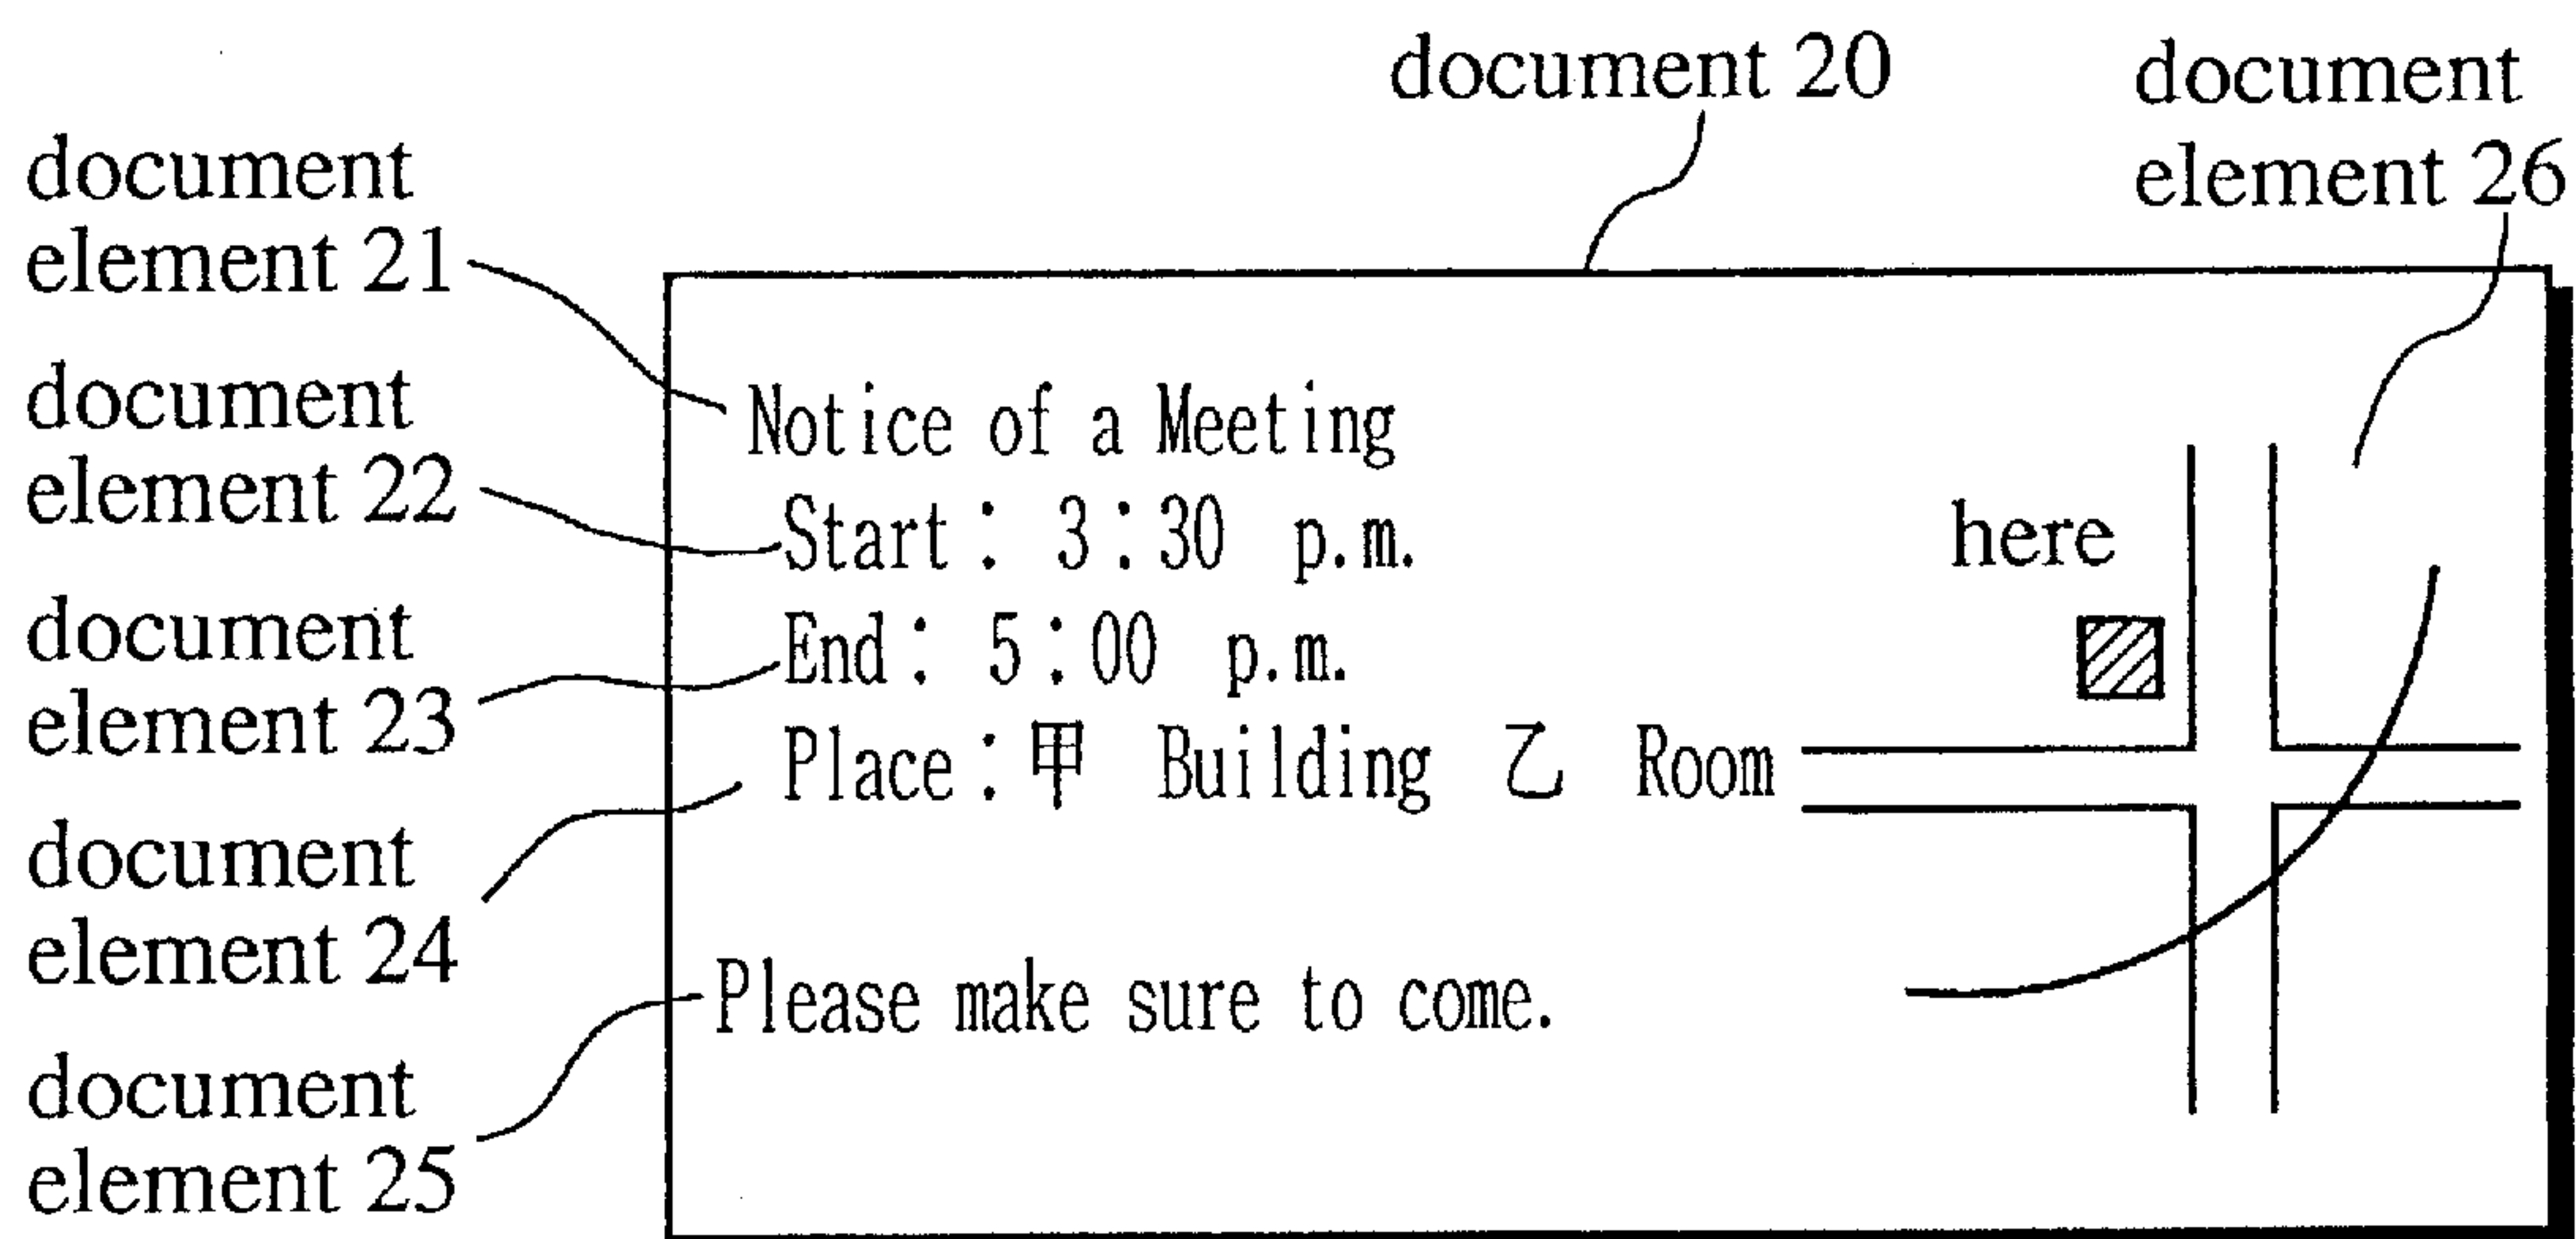 document 20
document
element 26
document
element 21
document
element 22
document
element 23
document
element 24
document
element 25
Notice of a Meeting
Start: 3:30 p.m.
End: 5:00 p.m.
Place:甲 Building 乙 Room
Please make sure to come.
here